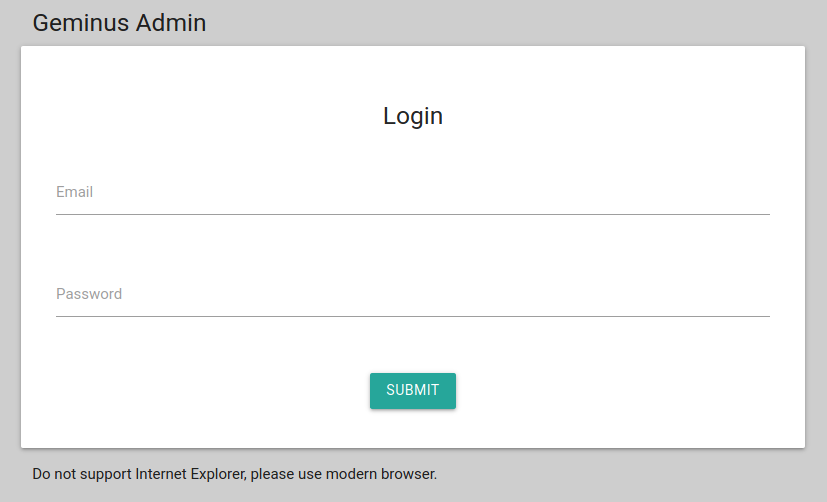 Geminus Admin
Login
Email
Password
SUBMIT
Do not support Internet Explorer, please use modern browser.